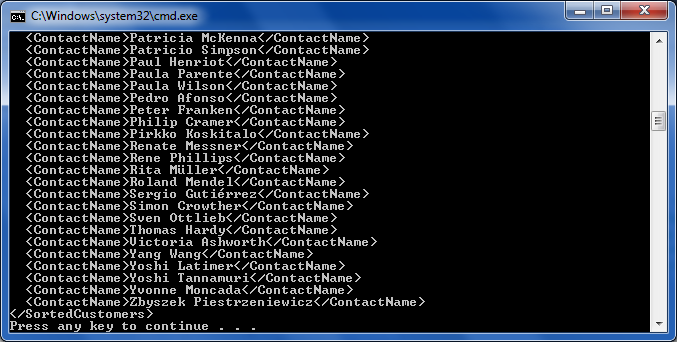 C:\Windows\system32\cmd.exe
<ContactName>Patricia McKenna</ContactName>
<ContactName>Patricio Simpson</ContactName>
<ContactName>Paul Henriot</ContactName>
<ContactName>Paula Parente</ContactName>
<ContactName>Paula Wilson</ContactName>
<ContactName>Pedro Afonso</ContactName>
<ContactName>Peter Franken</ContactName>
<ContactName>Philip Cramer</ContactName>
<ContactName>Pirkko Koskitalo</ContactName>
<ContactName>Renate Messner</ContactName>
<ContactName>Rene Phillips</ContactName>
<ContactName>Rita Müller</ContactName>
<ContactName>Roland Mendel</ContactName>
<ContactName>Sergio Gutiérrez</ContactName>
<ContactName>Simon Crowther</ContactName>
<ContactName>Sven Ottlieb</ContactName>
<ContactName>Thomas Hardy</ContactName>
<ContactName>Victoria Ashworth</ContactName>
<ContactName>Yang Wang</ContactName>
<ContactName>Yoshi Latimer</ContactName>
<ContactName>Yoshi Tannamuri</ContactName>
<ContactName>Yvonne Moncada</ContactName>
<ContactName>Zbyszek Piestrzeniewicz</ContactName>
</SortedCustomers>
Press any key to continue . . .